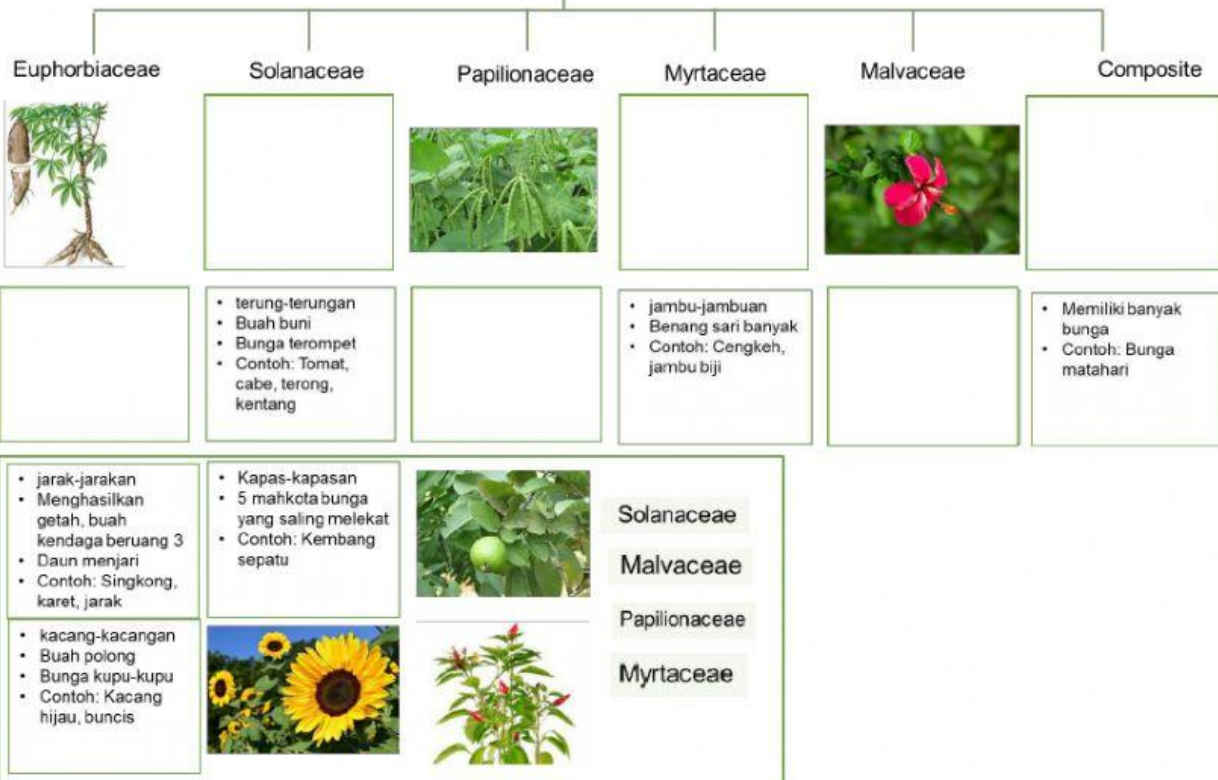 Euphorbiaceae
Solanaceae
Papilionaceae
Myrtaceae
Malvaceae
Composite
• terung-terungan
• Buah buni
• Bunga terompet
• Contoh: Tomat,
cabe, terong,
kentang
• jambu-jambuan
• Benang sari banyak
• Contoh: Cengkeh,
jambu biji
• Memiliki banyak
bunga
• Contoh: Bunga
matahari
• jarak-jarakan
• Menghasilkan
getah, buah
kendaga beruang 3
• Daun menjari
• Contoh: Singkong,
karet, jarak
• Kapas-kapasan
• 5 mahkota bunga
yang saling melekat
• Contoh: Kembang
sepatu
Solanaceae
Malvaceae
Papilionaceae
Myrtaceae
• kacang-kacangan
• Buah polong
• Bunga kupu-kupu
• Contoh: Kacang
hijau, buncis